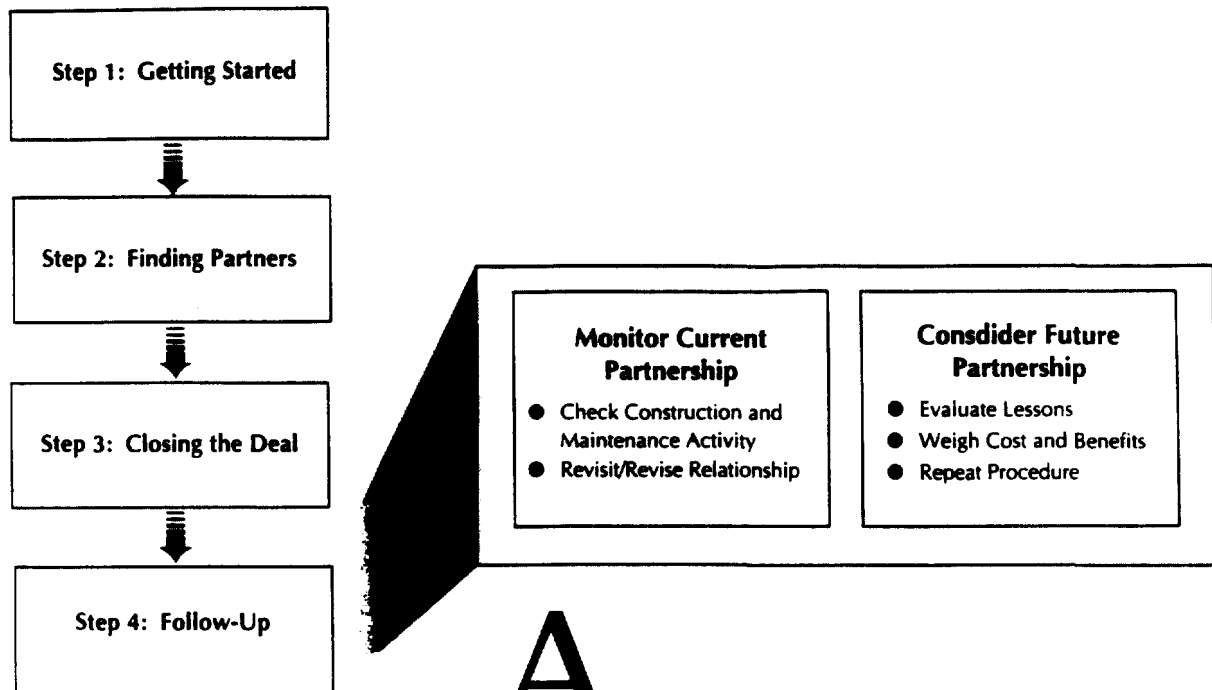 Step 1: Getting Started
Step 2: Finding Partners
Step 3: Closing the Deal
Step 4: Follow-Up
Monitor Current
Partnership
● Check Construction and
Maintenance Activity
● Revisit/Revise Relationship
Consdider Future
Partnership
● Evaluate Lessons
● Weigh Cost and Benefits
● Repeat Procedure
A